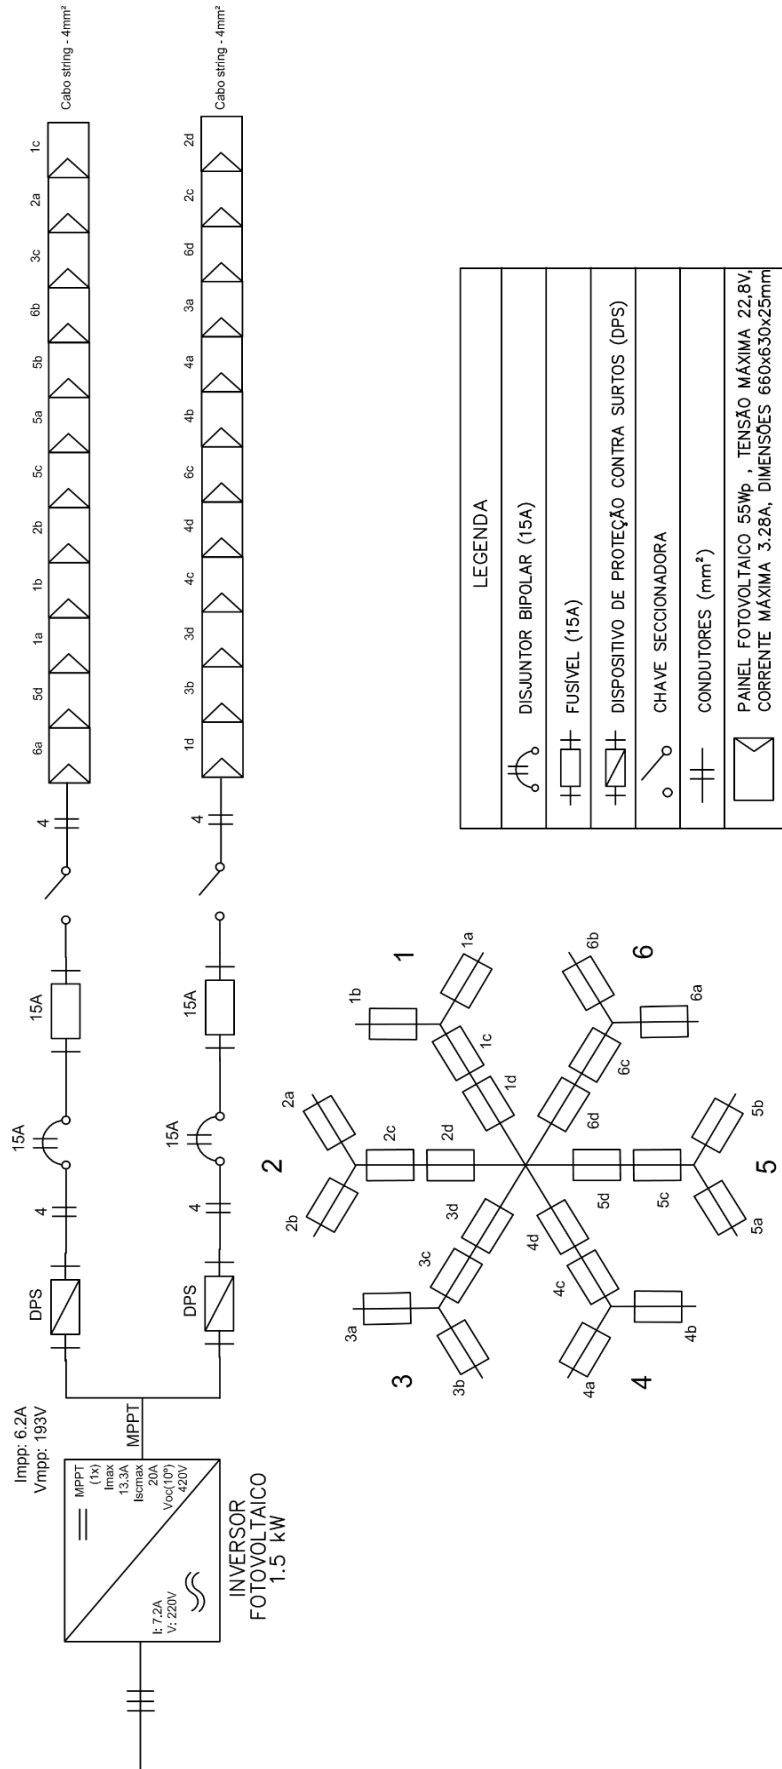 Impp: 6.2A
Vmpp: 193V
MPPT
(1x)
Imax
13.3A
Iscmax
20A
Voc(10º)
420V
I: 7.2A
V: 220V
INVERSOR
FOTOVOLTAICO
1.5 kW
MPPT
DPS
4
15A
15A
4
6a
5d
1a
1b
2b
5c
5a
5b
6b
3c
2a
1c
Cabo string - 4mm²
DPS
4
15A
15A
4
1d
3b
3d
4c
4d
6c
4b
4a
3a
6d
2c
2d
Cabo string - 4mm²
2
2b
2a
2c
2d
1
1b
1a
1c
1d
3
3a
3b
3c
3d
4
4a
4b
4c
4d
5
5a
5b
5c
5d
6
6a
6b
6c
6d
LEGENDA
DISJUNTOR BIPOLAR (15A)
FUSÍVEL (15A)
DISPOSITIVO DE PROTEÇÃO CONTRA SURTOS (DPS)
CHAVE SECCIONADORA
CONDUTORES (mm²)
PAINEL FOTOVOLTAICO 55Wp , TENSÃO MÁXIMA 22,8V,
CORRENTE MÁXIMA 3.28A, DIMENSÕES 660x630x25mm